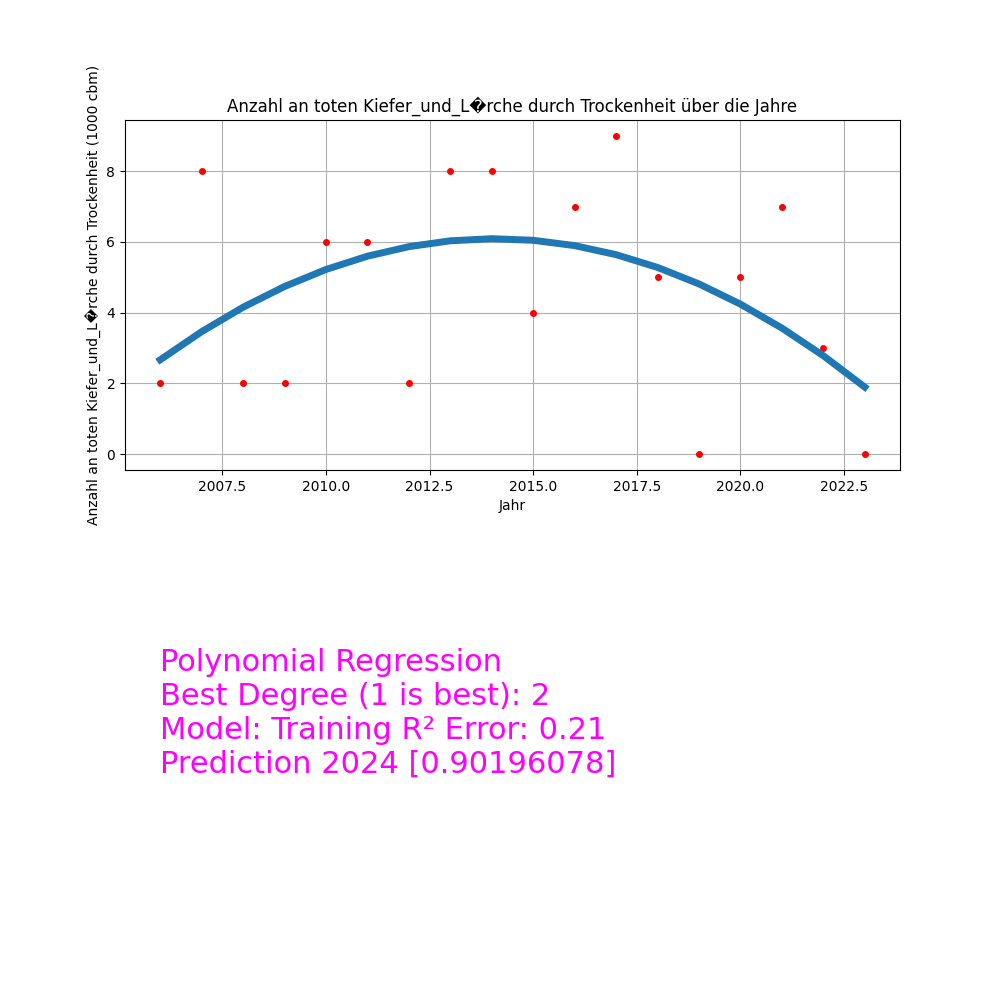 Anzahl an toten Kiefer_und_L�rche durch Trockenheit über die Jahre
Anzahl an toten Kiefer_und_L�rche durch Trockenheit (1000 cbm)
8
6
4
2
0
2007.5 2010.0 2012.5 2015.0 2017.5 2020.0 2022.5
Jahr
Polynomial Regression
Best Degree (1 is best): 2
Model: Training R² Error: 0.21
Prediction 2024 [0.90196078]